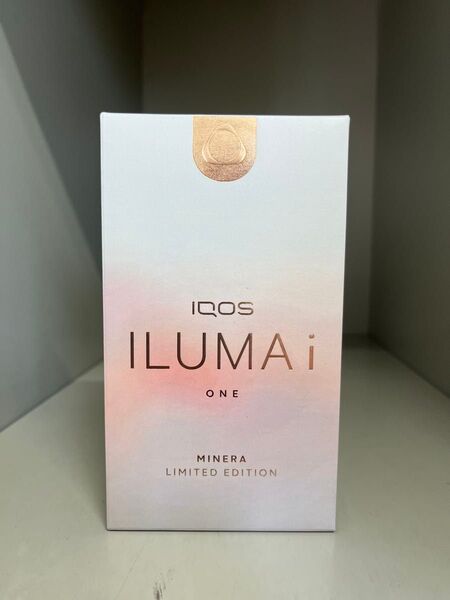 IQOS
ILUMA i
ONE
MINERA
LIMITED EDITION